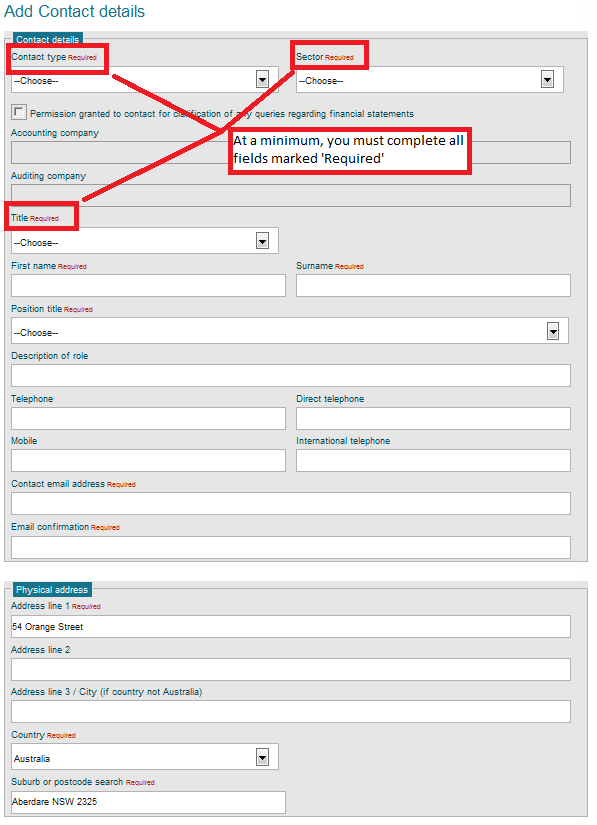 Add Contact details
Contact details
Contact type Required
Sector Required
--Choose--
--Choose--
Permission granted to contact for clarification of any queries regarding financial statements
Accounting company
At a minimum, you must complete all
fields marked 'Required'
Auditing company
Title Required
--Choose--
First name Required
Surname Required
Position title Required
--Choose--
Description of role
Telephone
Direct telephone
Mobile
International telephone
Contact email address Required
Email confirmation Required
Physical address
Address line 1 Required
54 Orange Street
Address line 2
Address line 3 / City (if country not Australia)
Country Required
Australia
Suburb or postcode search Required
Aberdare NSW 2325